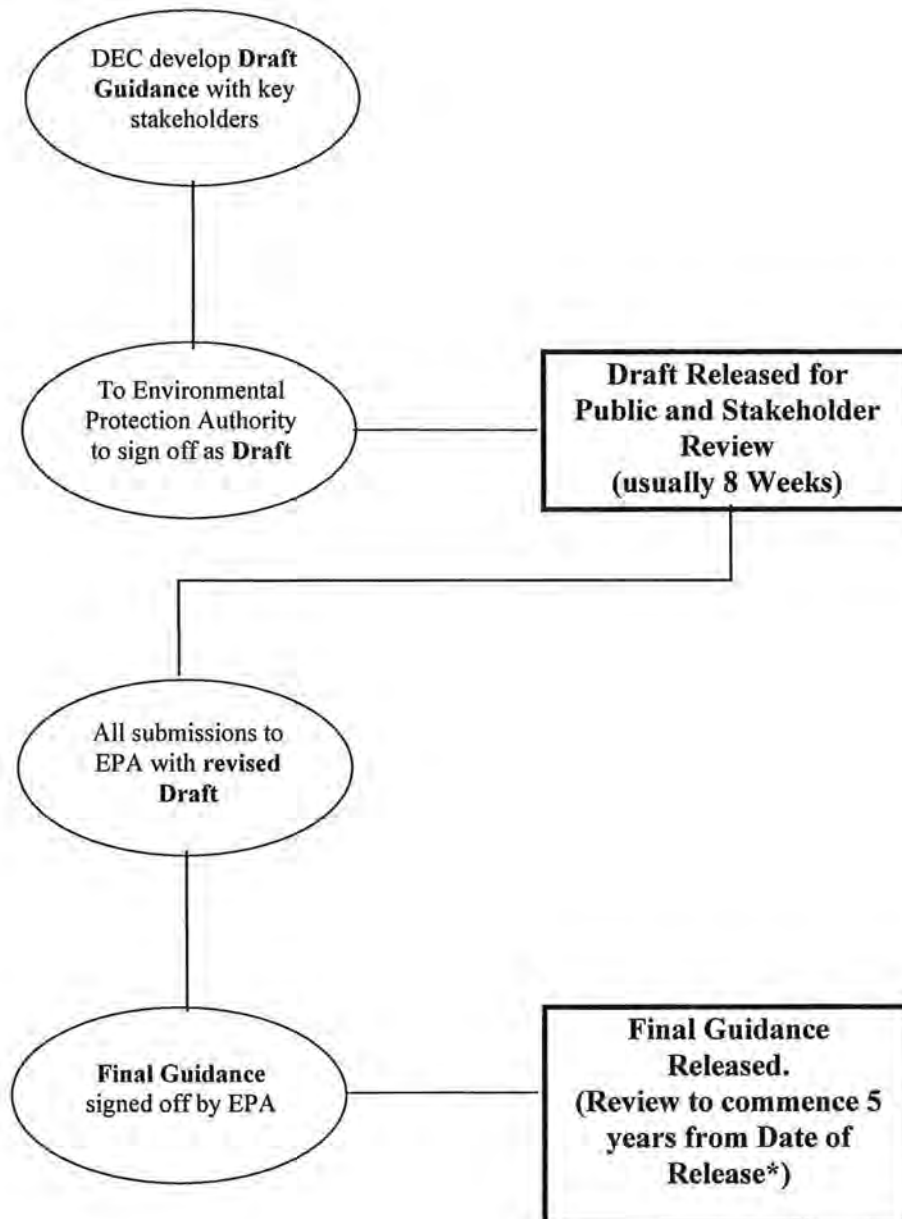 DEC develop Draft
Guidance with key
stakeholders
To Environmental
Protection Authority
to sign off as Draft
Draft Released for
Public and Stakeholder
Review
(usually 8 Weeks)
All submissions to
EPA with revised
Draft
Final Guidance
signed off by EPA
Final Guidance
Released.
(Review to commence 5
years from Date of
Release*)